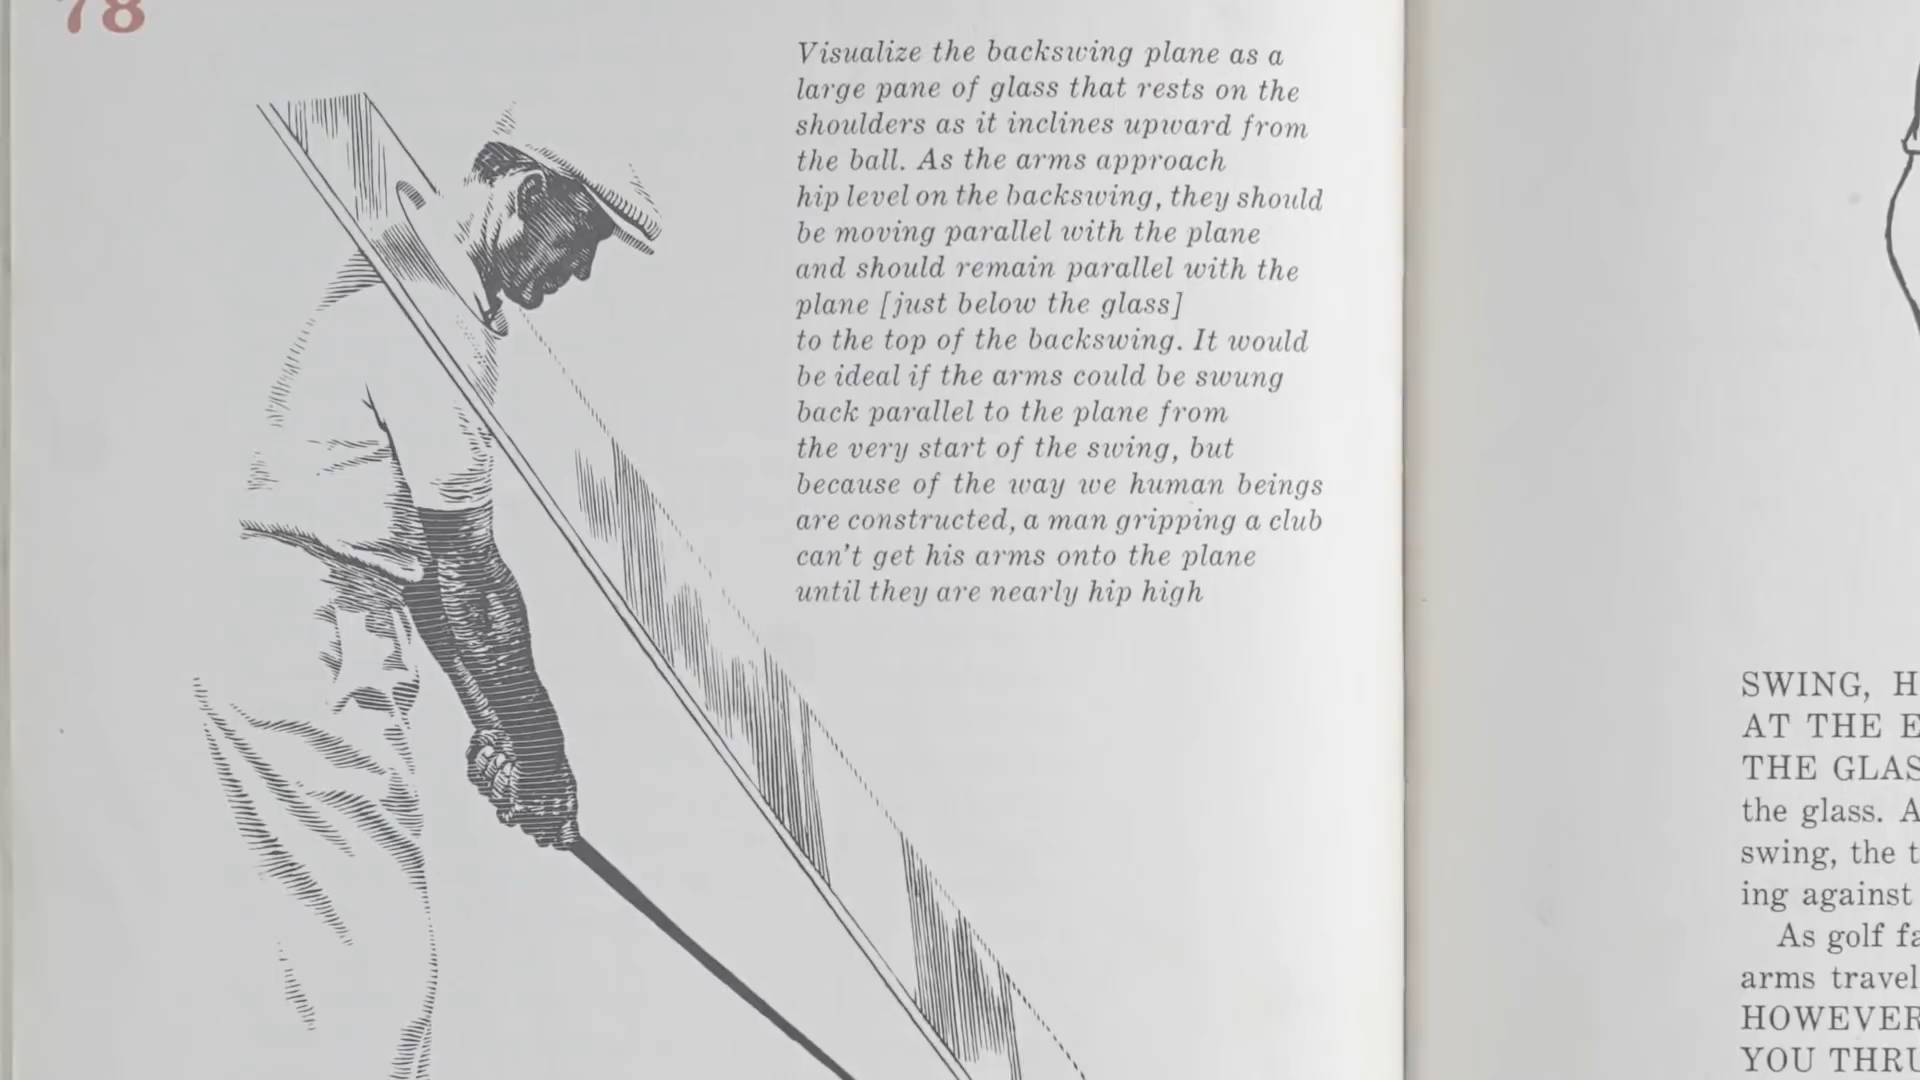 78
Visualize the backswing plane as a
large pane of glass that rests on the
shoulders as it inclines upward from
the ball. As the arms approach
hip level on the backswing, they should
be moving parallel with the plane
and should remain parallel with the
plane [just below the glass]
to the top of the backswing. It would
be ideal if the arms could be swung
back parallel to the plane from
the very start of the swing, but
because of the way we human beings
are constructed, a man gripping a club
can't get his arms onto the plane
until they are nearly hip high
SWING,
AT THE
THE
the glass.
swing, the
ing against
As golf
arms
YOU